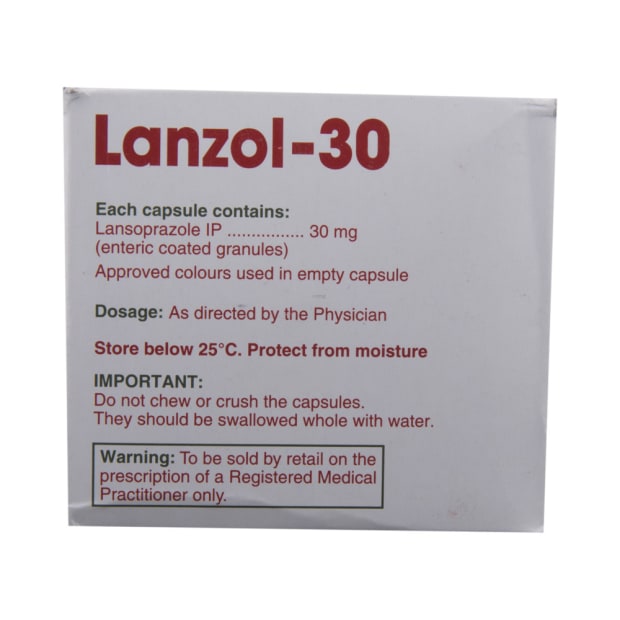 Lanzol-30
Each capsule contains:
Lansoprazole IP ................ 30 mg
(enteric coated granules)
Approved colours used in empty capsule
Dosage: As directed by the Physician
Store below 25°C. Protect from moisture
IMPORTANT:
Do not chew or crush the capsules.
They should be swallowed whole with water.
Warning: To be sold by retail on the
prescription of a Registered Medical
Practitioner only.